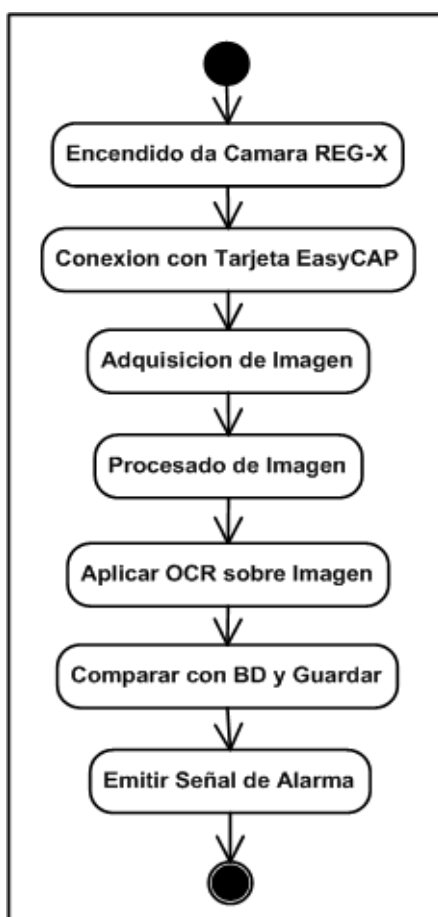 Encendido da Camara REG-X
Conexion con Tarjeta EasyCAP
Adquisicion de Imagen
Procesado de Imagen
Aplicar OCR sobre Imagen
Comparar con BD y Guardar
Emitir Señal de Alarma